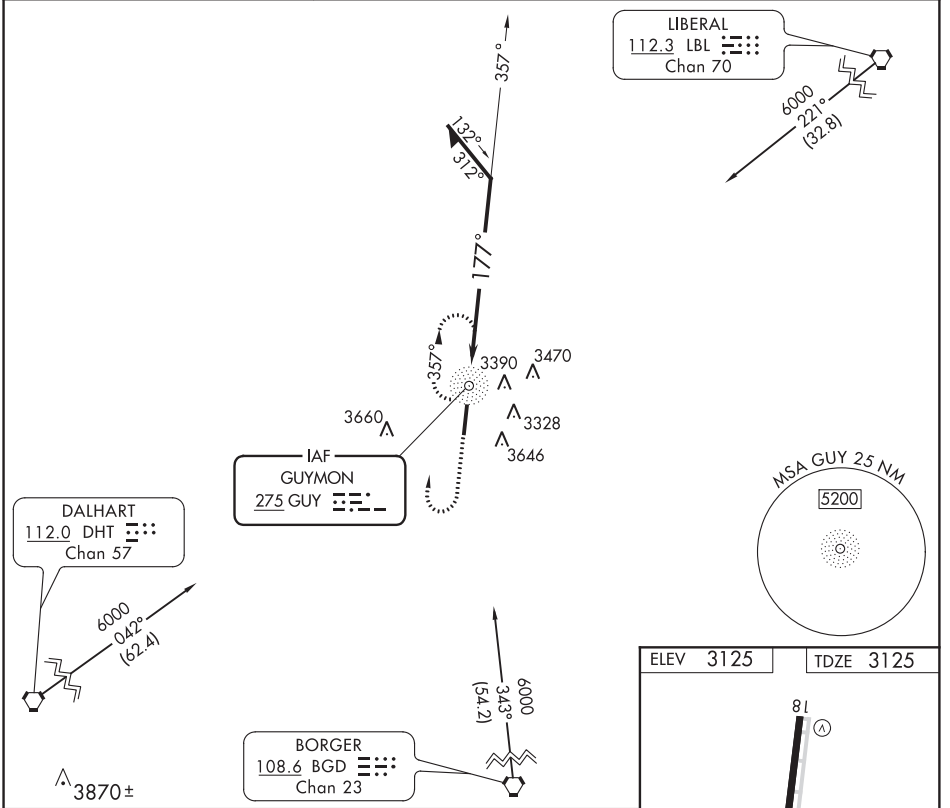 LIBERAL
112.3 LBL
Chan 70
6000
221°
(32.8)
357°
132°
312°
177°
357°
3390
3470
3328
3646
3660
IAF
GUYMON
275 GUY
MSA GUY 25 NM
5200
DALHART
112.0 DHT
Chan 57
6000
042°
(62.4)
6000
343°
(54.2)
BORGER
108.6 BGD
Chan 23
3870±
ELEV 3125
TDZE 3125
18
V